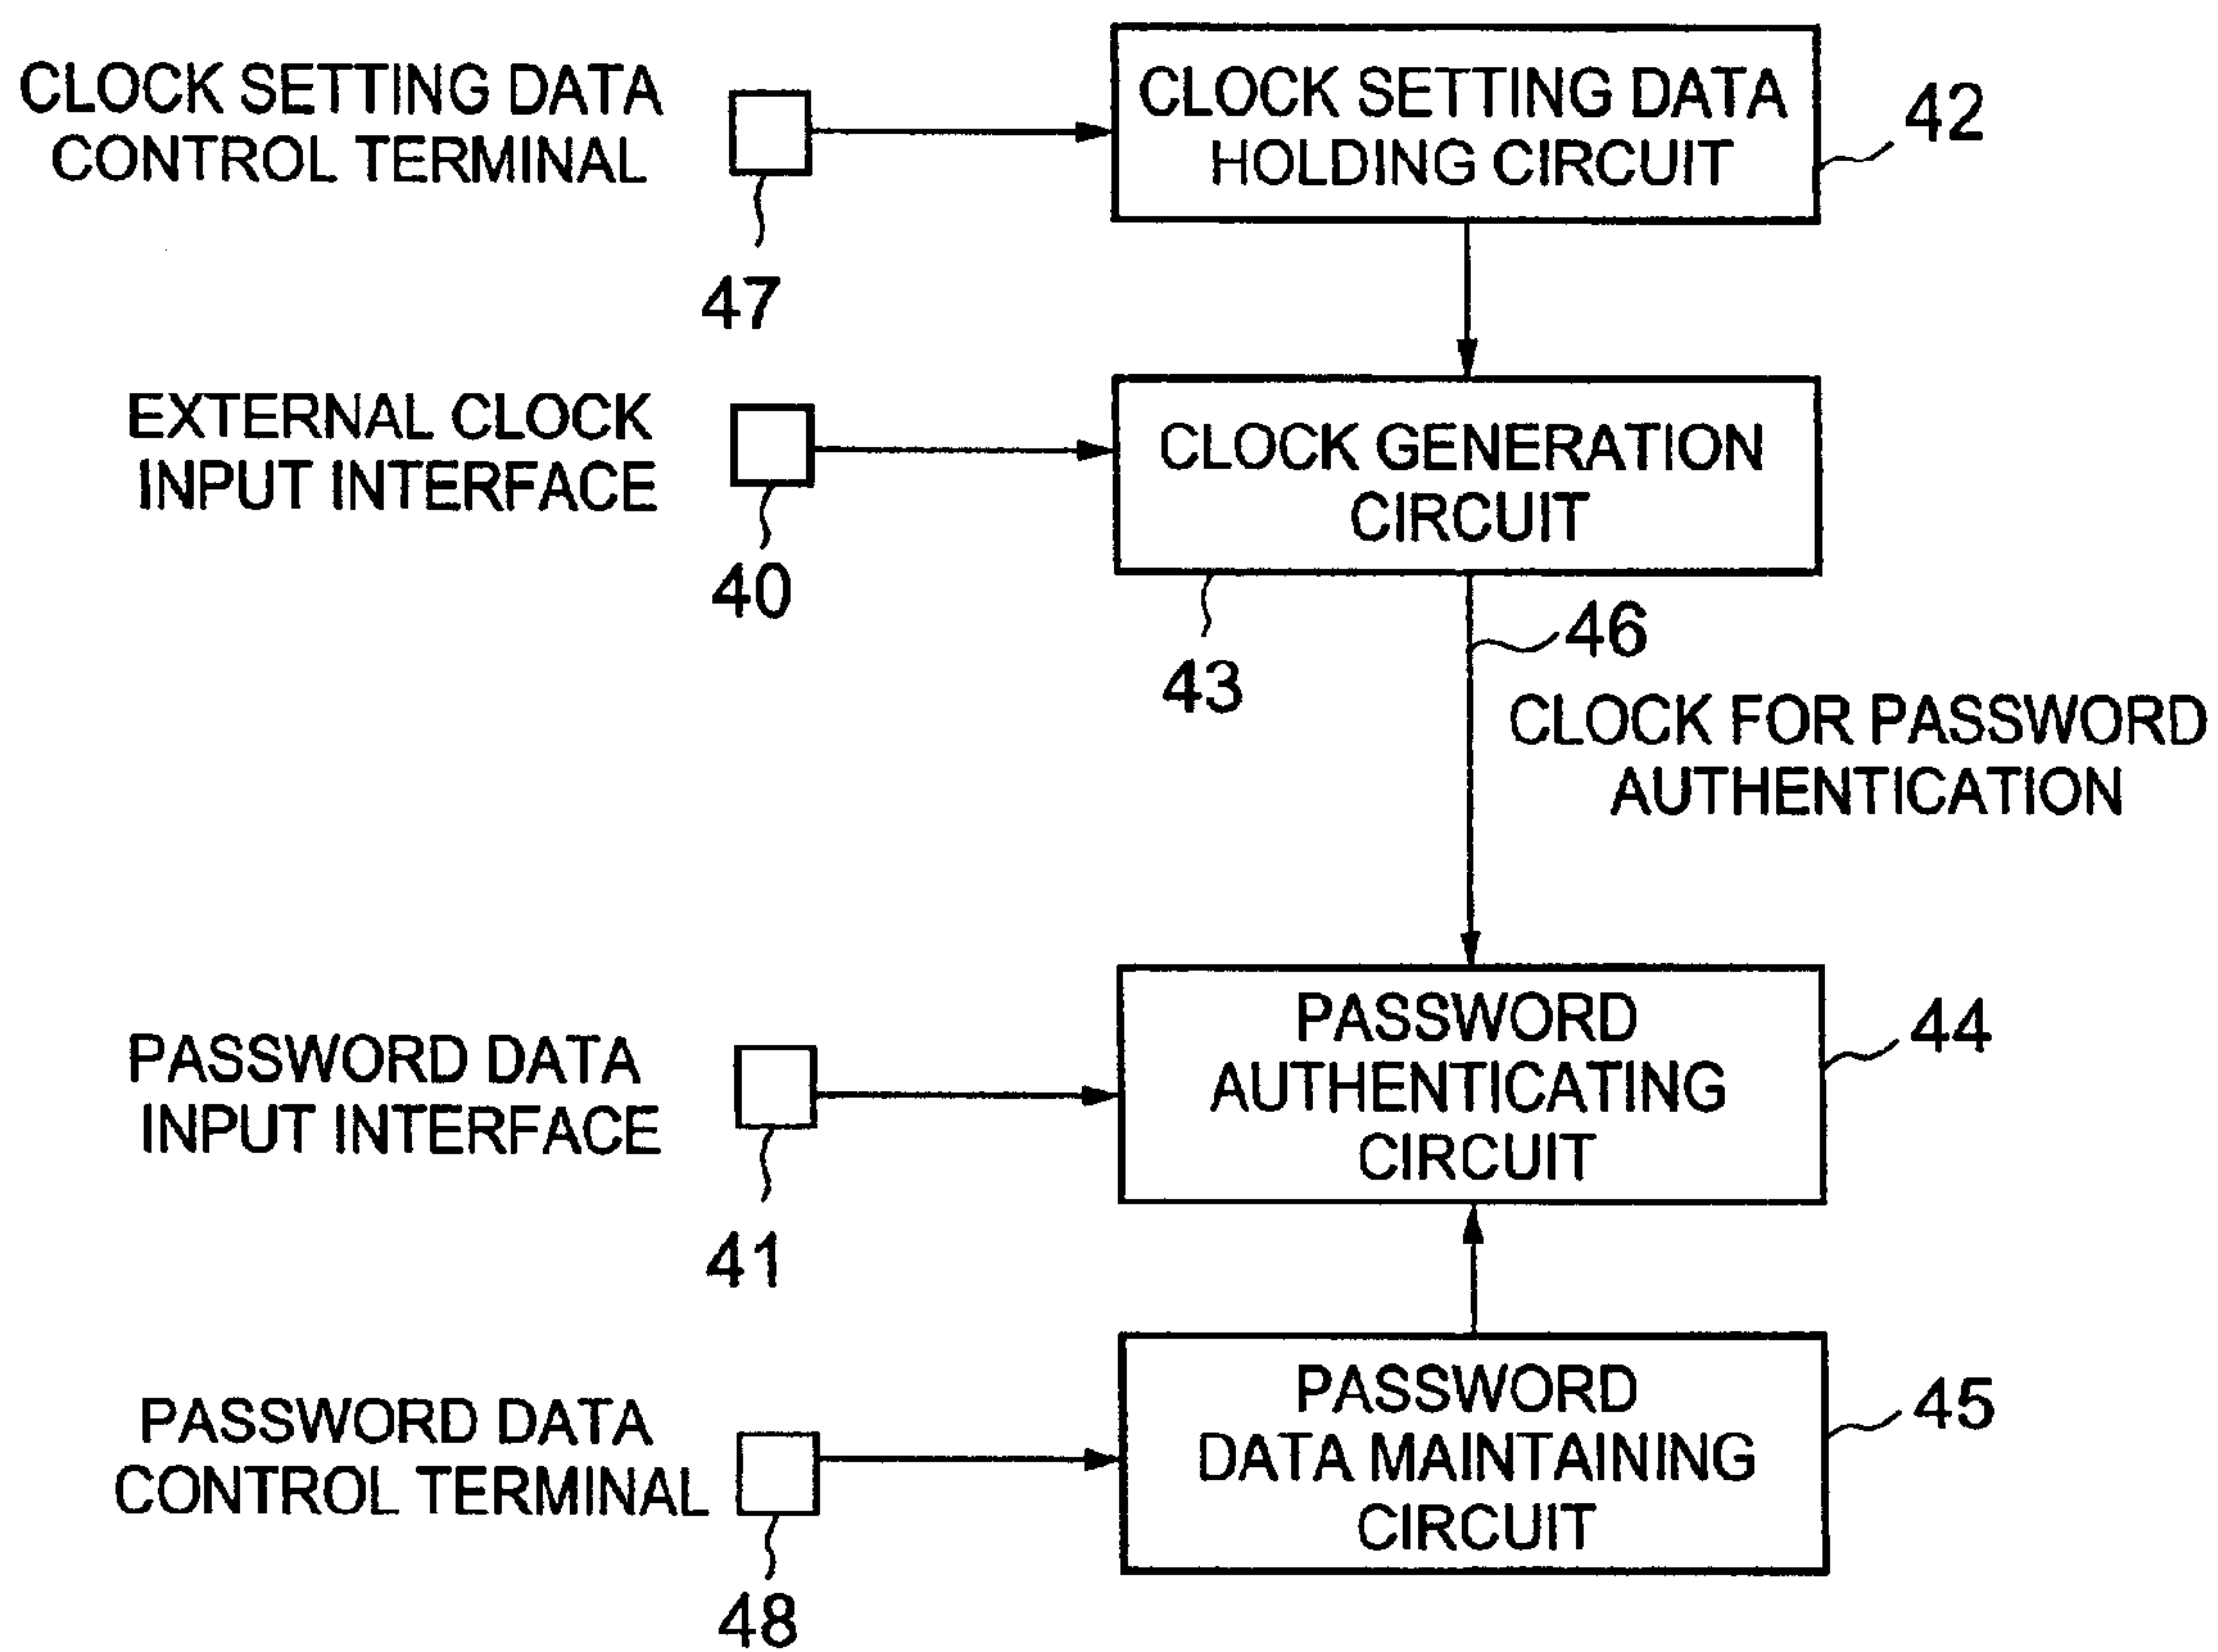 CLOCK SETTING DATA
CONTROL TERMINAL
47
CLOCK SETTING DATA
HOLDING CIRCUIT
42
EXTERNAL CLOCK
INPUT INTERFACE
40
CLOCK GENERATION
CIRCUIT
43
46
CLOCK FOR PASSWORD
AUTHENTICATION
PASSWORD DATA
INPUT INTERFACE
41
PASSWORD
AUTHENTICATING
CIRCUIT
44
PASSWORD DATA
CONTROL TERMINAL
48
PASSWORD
DATA MAINTAINING
CIRCUIT
45